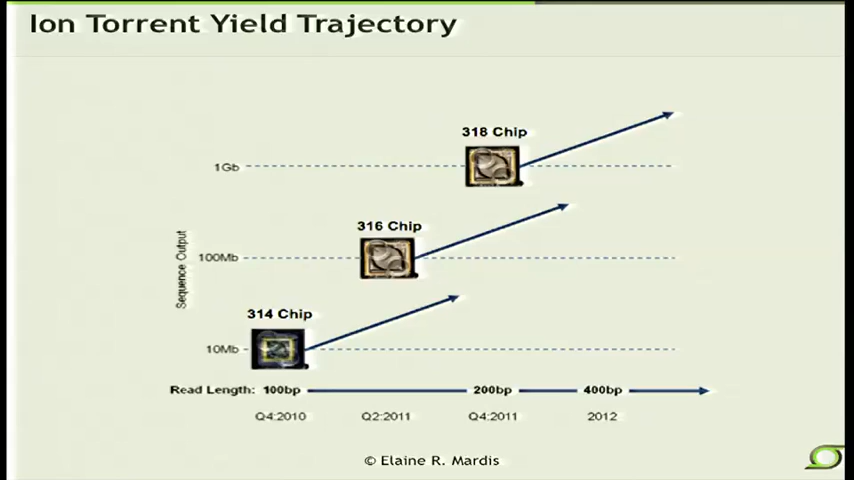 Ion Torrent Yield Trajectory
318 Chip
1Gb
316 Chip
100Mb
Sequence Output
314 Chip
10Mb
Read Length: 100bp 200bp 400bp
Q4:2010 Q2:2011 Q4:2011 2012
© Elaine R. Mardis